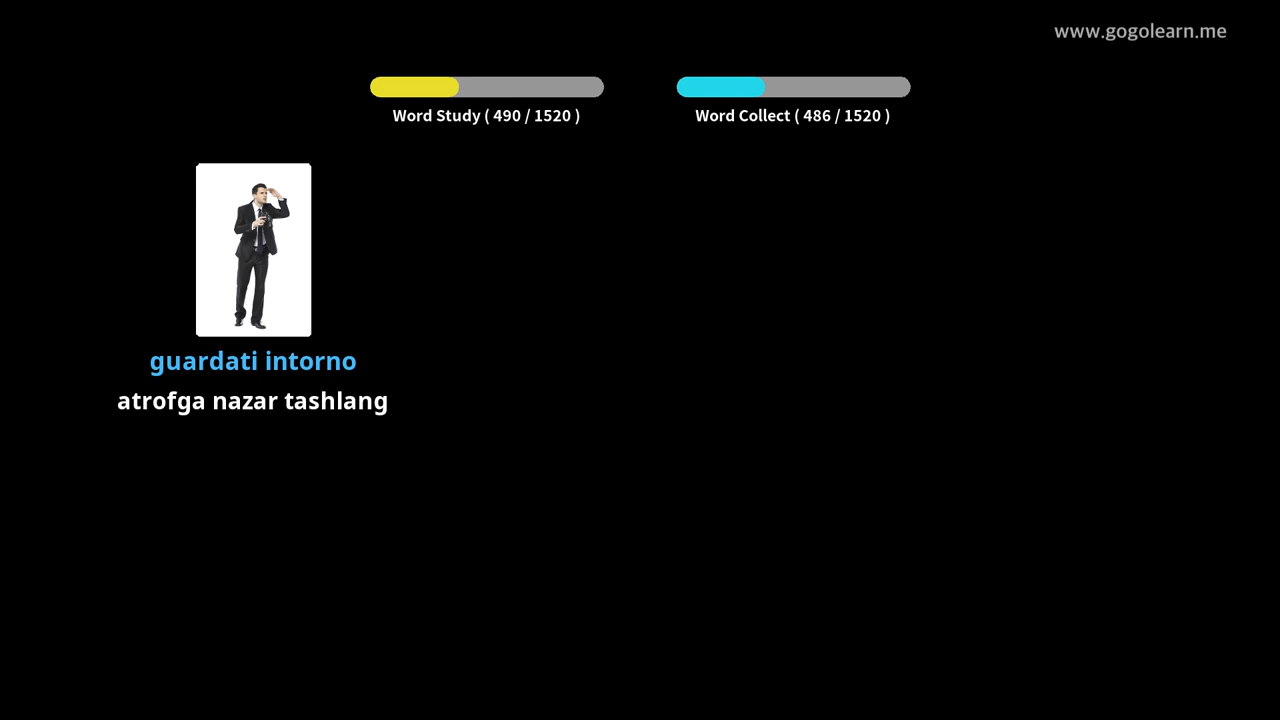 www.gogolearn.me
Word Study ( 490 / 1520 )
Word Collect ( 486 / 1520 )
guardati intorno
atrofga nazar tashlang